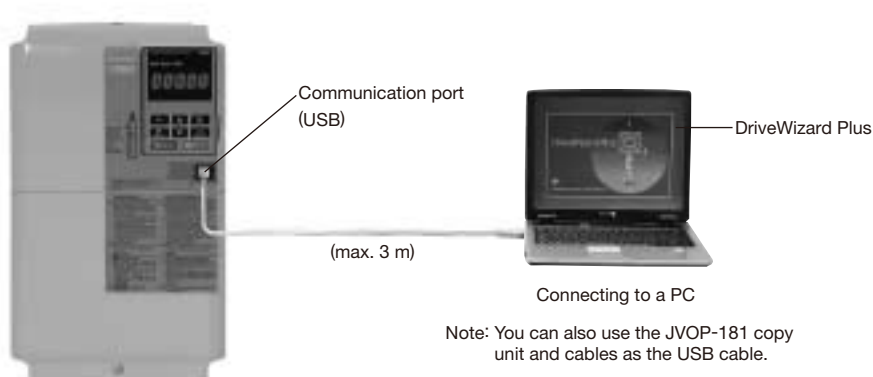 Communication port
(USB)
DriveWizard Plus
(max. 3 m)
Connecting to a PC
Note: You can also use the JVOP-181 copy
unit and cables as the USB cable.